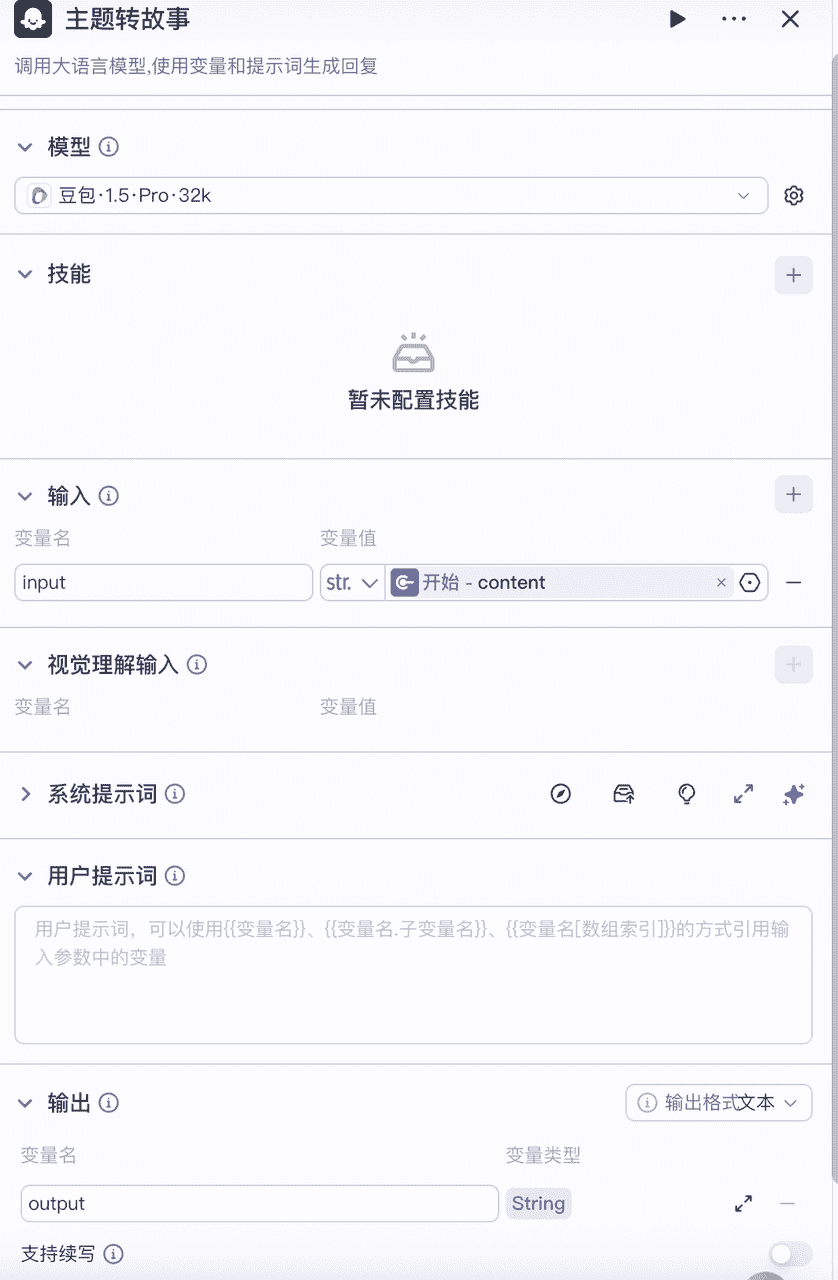 主题转故事
调用大语言模型,使用变量和提示词生成回复
模型
豆包·1.5·Pro·32k
技能
暂未配置技能
输入
变量名 变量值
input str. 开始 - content
视觉理解输入
变量名 变量值
系统提示词
用户提示词
用户提示词，可以使用{{变量名}}、{{变量名.子变量名}}、{{变量名[数组索引]}}的方式引用输
入参数中的变量
输出 输出格式文本
变量名 变量类型
output String
支持续写